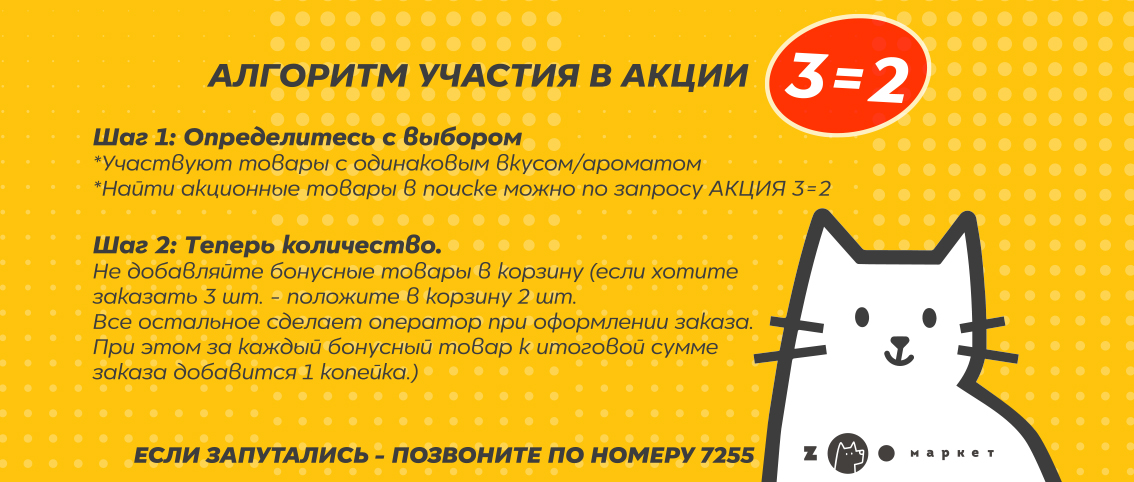 АЛГОРИТМ УЧАСТИЯ В АКЦИИ 3=2
Шаг 1: Определитесь с выбором
*Участвуют товары с одинаковым вкусом/ароматом
*Найти акционные товары в поиске можно по запросу АКЦИЯ 3=2
Шаг 2: Теперь количество.
Не добавляйте бонусные товары в корзину (если хотите
заказать 3 шт. - положите в корзину 2 шт.
Все остальное сделает оператор при оформлении заказа.
При этом за каждый бонусный товар к итоговой сумме
заказа добавится 1 копейка.)
ЕСЛИ ЗАПУТАЛИСЬ - ПОЗВОНИТЕ ПО НОМЕРУ 7255
ZOO маркет